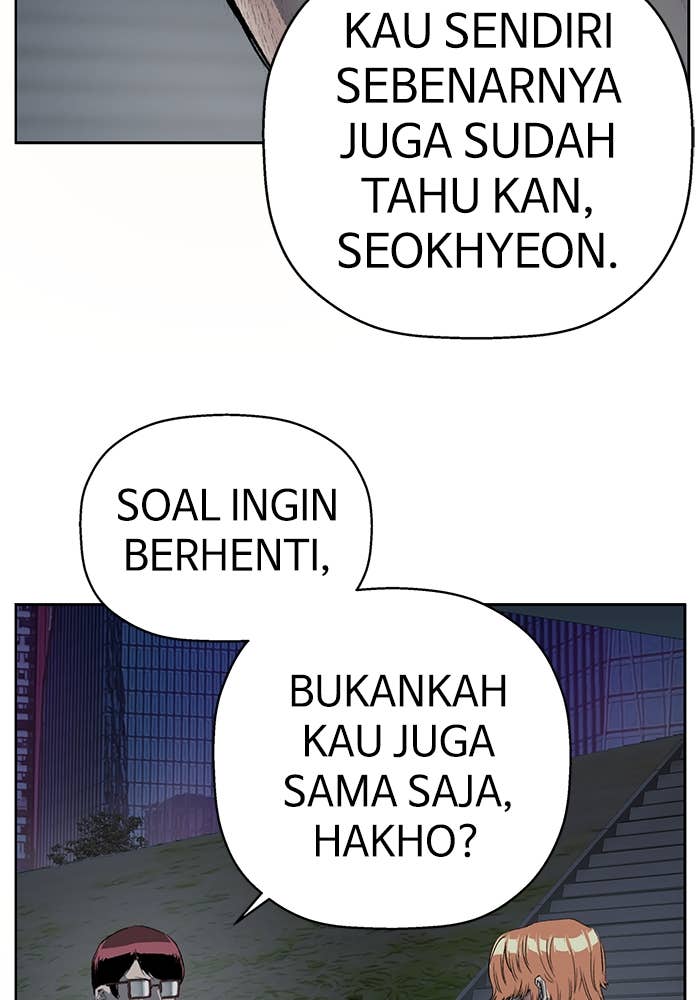 KAU SENDIRI
SEBENARNYA
JUGA SUDAH
TAHU KAN,
SEOKHYEON.
SOAL INGIN
BERHENTI,
BUKANKAH
KAU JUGA
SAMA SAJA,
HAKHO?